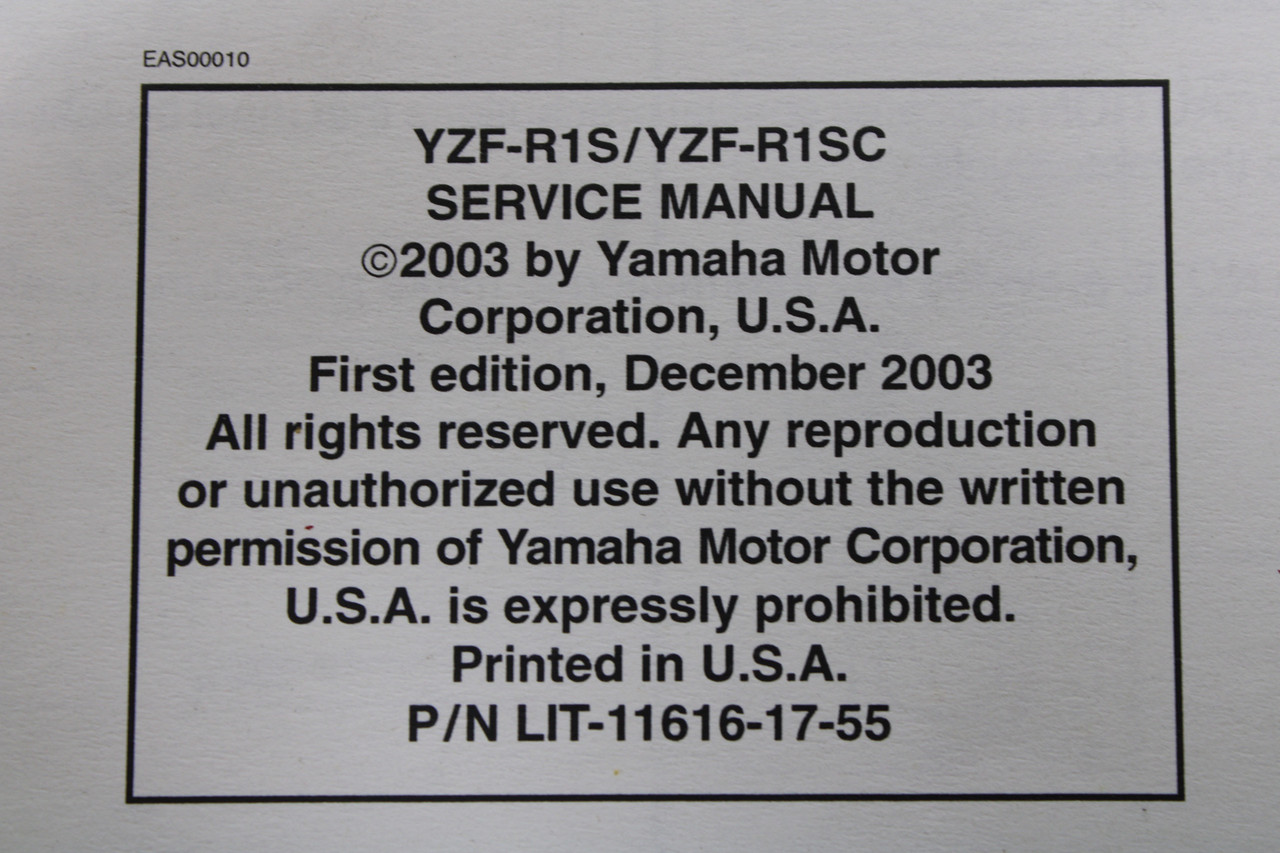 EAS00010
YZF-R1S/YZF-R1SC
SERVICE MANUAL
©2003 by Yamaha Motor
Corporation, U.S.A.
First edition, December 2003
All rights reserved. Any reproduction
or unauthorized use without the written
permission of Yamaha Motor Corporation,
U.S.A. is expressly prohibited.
Printed in U.S.A.
P/N LIT-11616-17-55